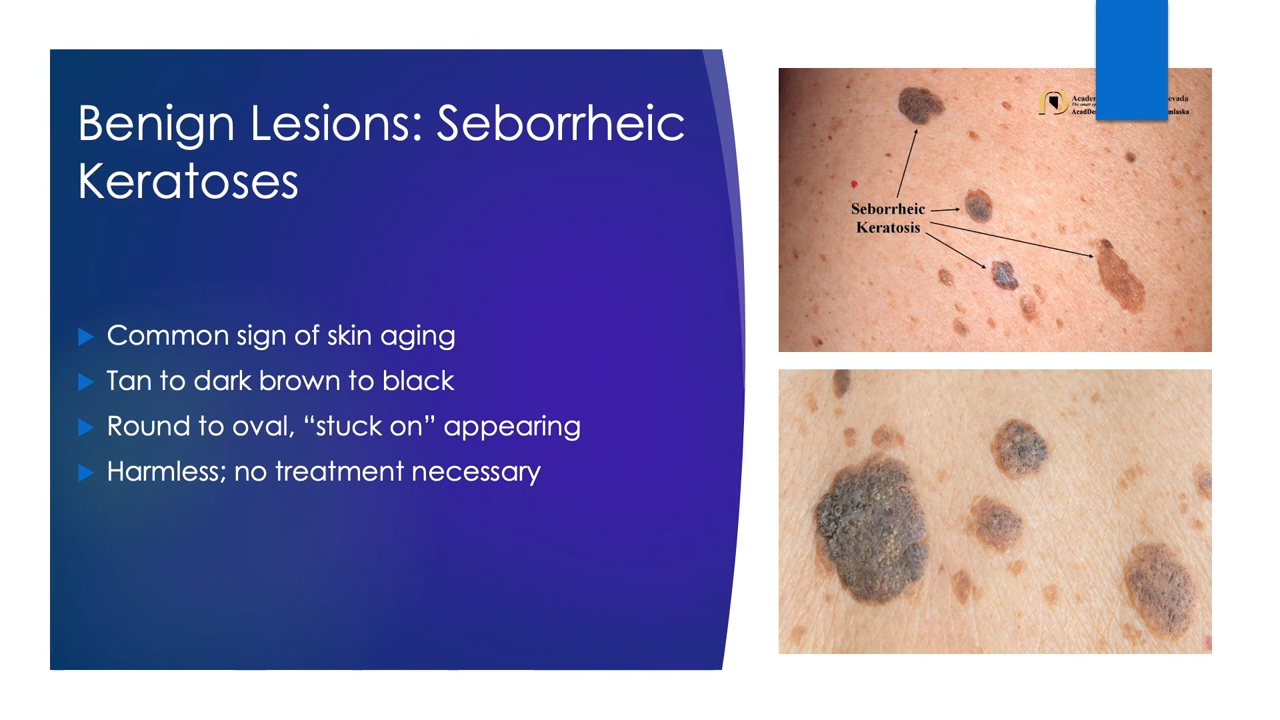 Benign Lesions: Seborrheic
Keratoses
Common sign of skin aging
Tan to dark brown to black
Round to oval, “stuck on” appearing
Harmless; no treatment necessary
Seborrheic
Keratosis